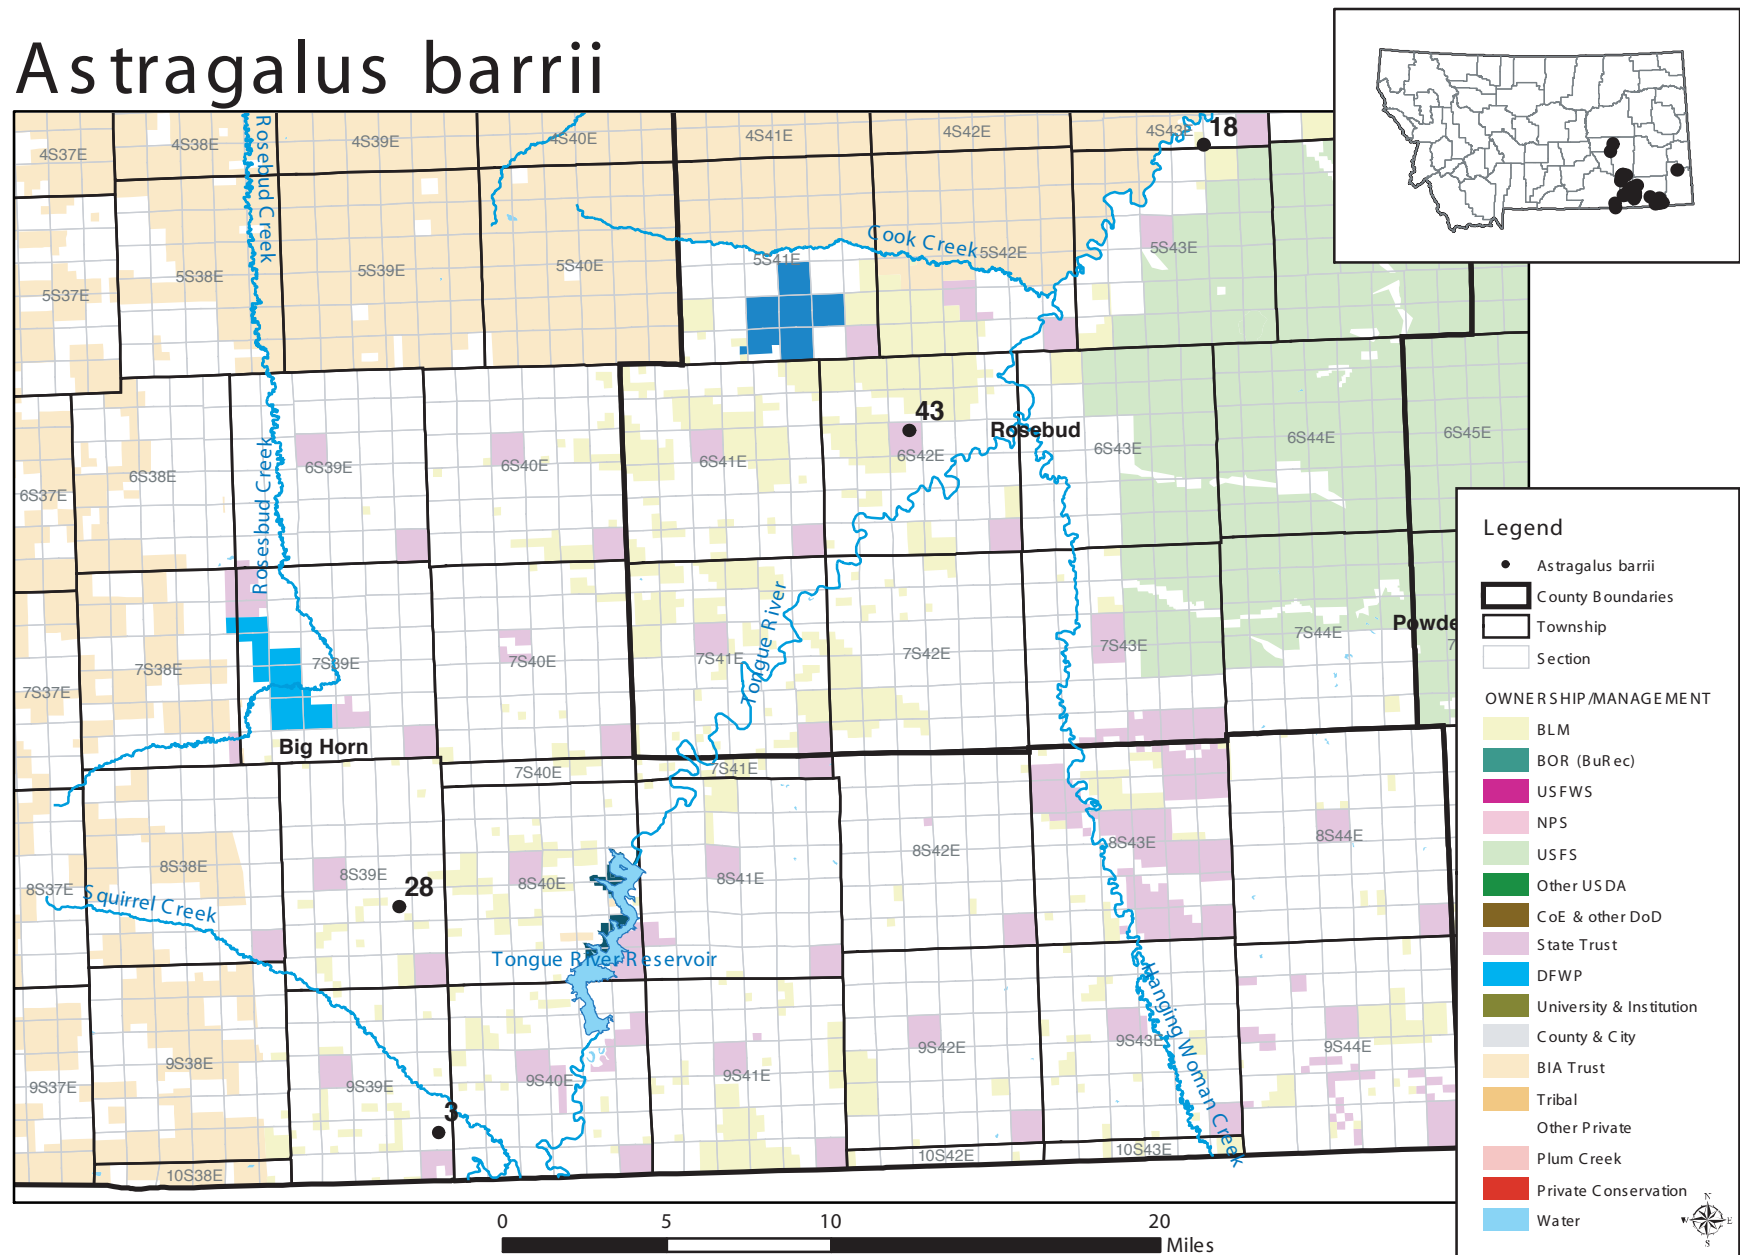 Astragalus barrii
4S37E
4S38E
4S39E
4S40E
4S41E
4S42E
4S43E
18
Rosebud Creek
5S37E
5S38E
5S39E
5S40E
5S41E
Cook Creek
5S42E
5S43E
43
Rosebud
6S37E
6S38E
Rosesbud Creek
6S39E
6S40E
6S41E
6S42E
6S43E
6S44E
6S45E
7S37E
7S38E
7S39E
7S40E
7S41E
Tongue River
7S42E
7S43E
7S44E
Powde
7
Big Horn
7S40E
7S41E
8S37E
8S38E
8S39E
28
8S40E
8S41E
8S42E
8S43E
8S44E
Squirrel Creek
Tongue River Reservoir
Hanging Woman Creek
9S37E
9S38E
9S39E
3
9S40E
9S41E
9S42E
9S43E
9S44E
10S38E
10S42E
10S43E
0 5 10 20
Miles
Legend
Astragalus barrii
County Boundaries
Township
Section
OWNERSHIP/MANAGEMENT
BLM
BOR (BuRec)
USFWS
NPS
USFS
Other USDA
CoE & other DoD
State Trust
DFWP
University & Institution
County & City
BIA Trust
Tribal
Other Private
Plum Creek
Private Conservation
Water
N
W E
S